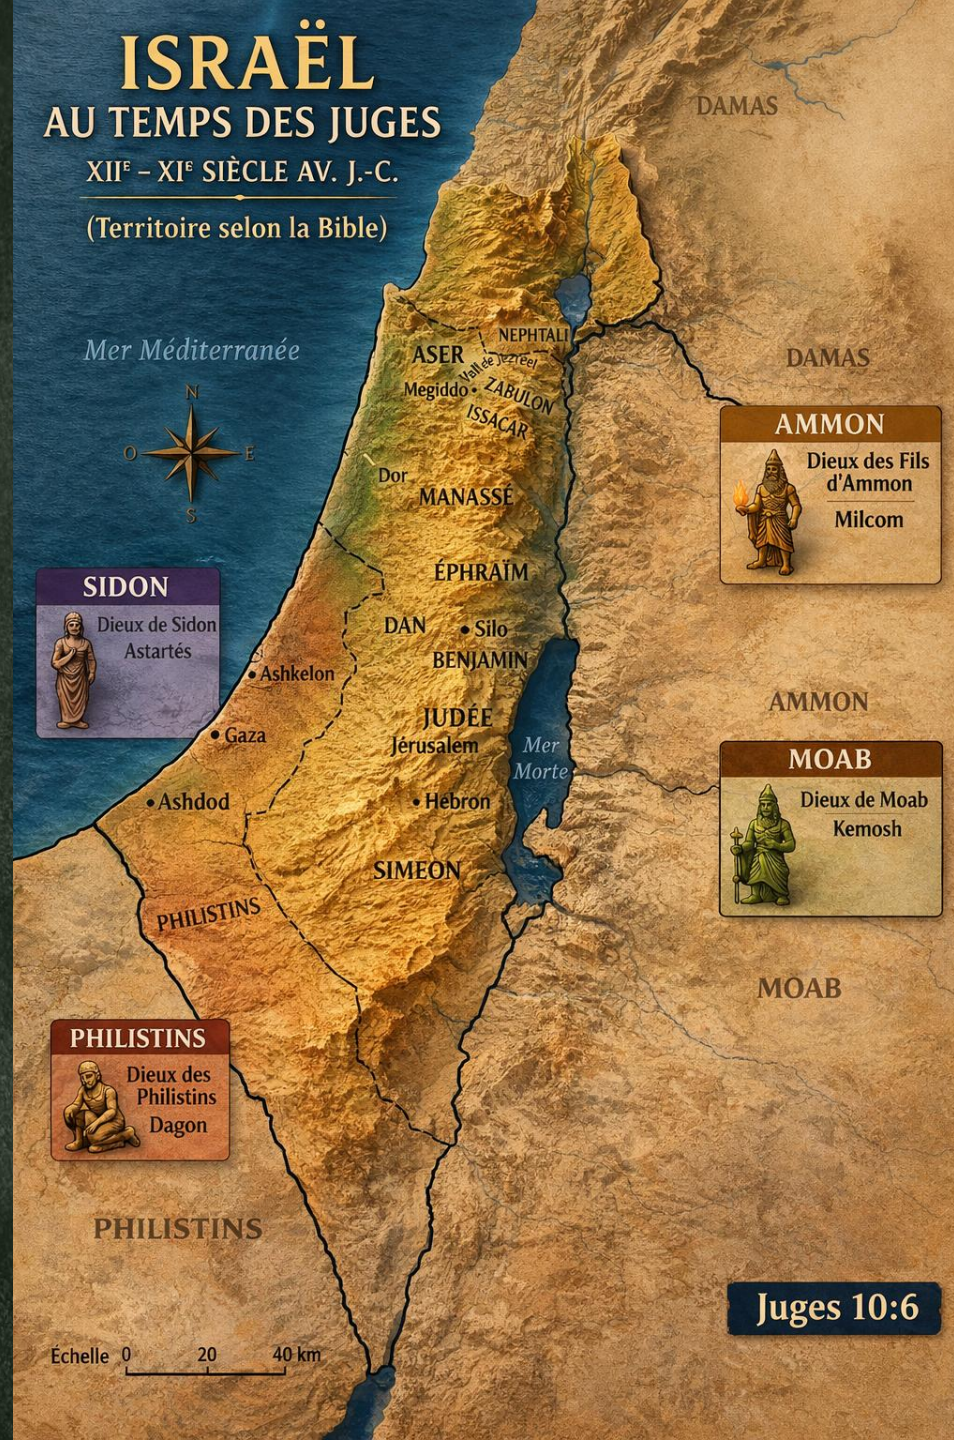 ISRAËL
AU TEMPS DES JUGES
XIIᴱ – XIᴱ SIÈCLE AV. J.-C.
(Territoire selon la Bible)
DAMAS
Mer Méditerranée
N
O
E
S
NEPHTALI
ASER
Vall de Jezréel
Megiddo
ZABULON
ISSACAR
DAMAS
Dor
MANASSÉ
AMMON
Dieux des Fils
d'Ammon
Milcom
ÉPHRAÏM
SIDON
Dieux de Sidon
Astartés
DAN
Silo
BENJAMIN
Ashkelon
JUDÉE
Jérusalem
Gaza
Mer
Morte
AMMON
MOAB
Dieux de Moab
Kemosh
Ashdod
Hébron
SIMEON
PHILISTINS
MOAB
PHILISTINS
Dieux des
Philistins
Dagon
PHILISTINS
Juges 10:6
Échelle 0 20 40 km